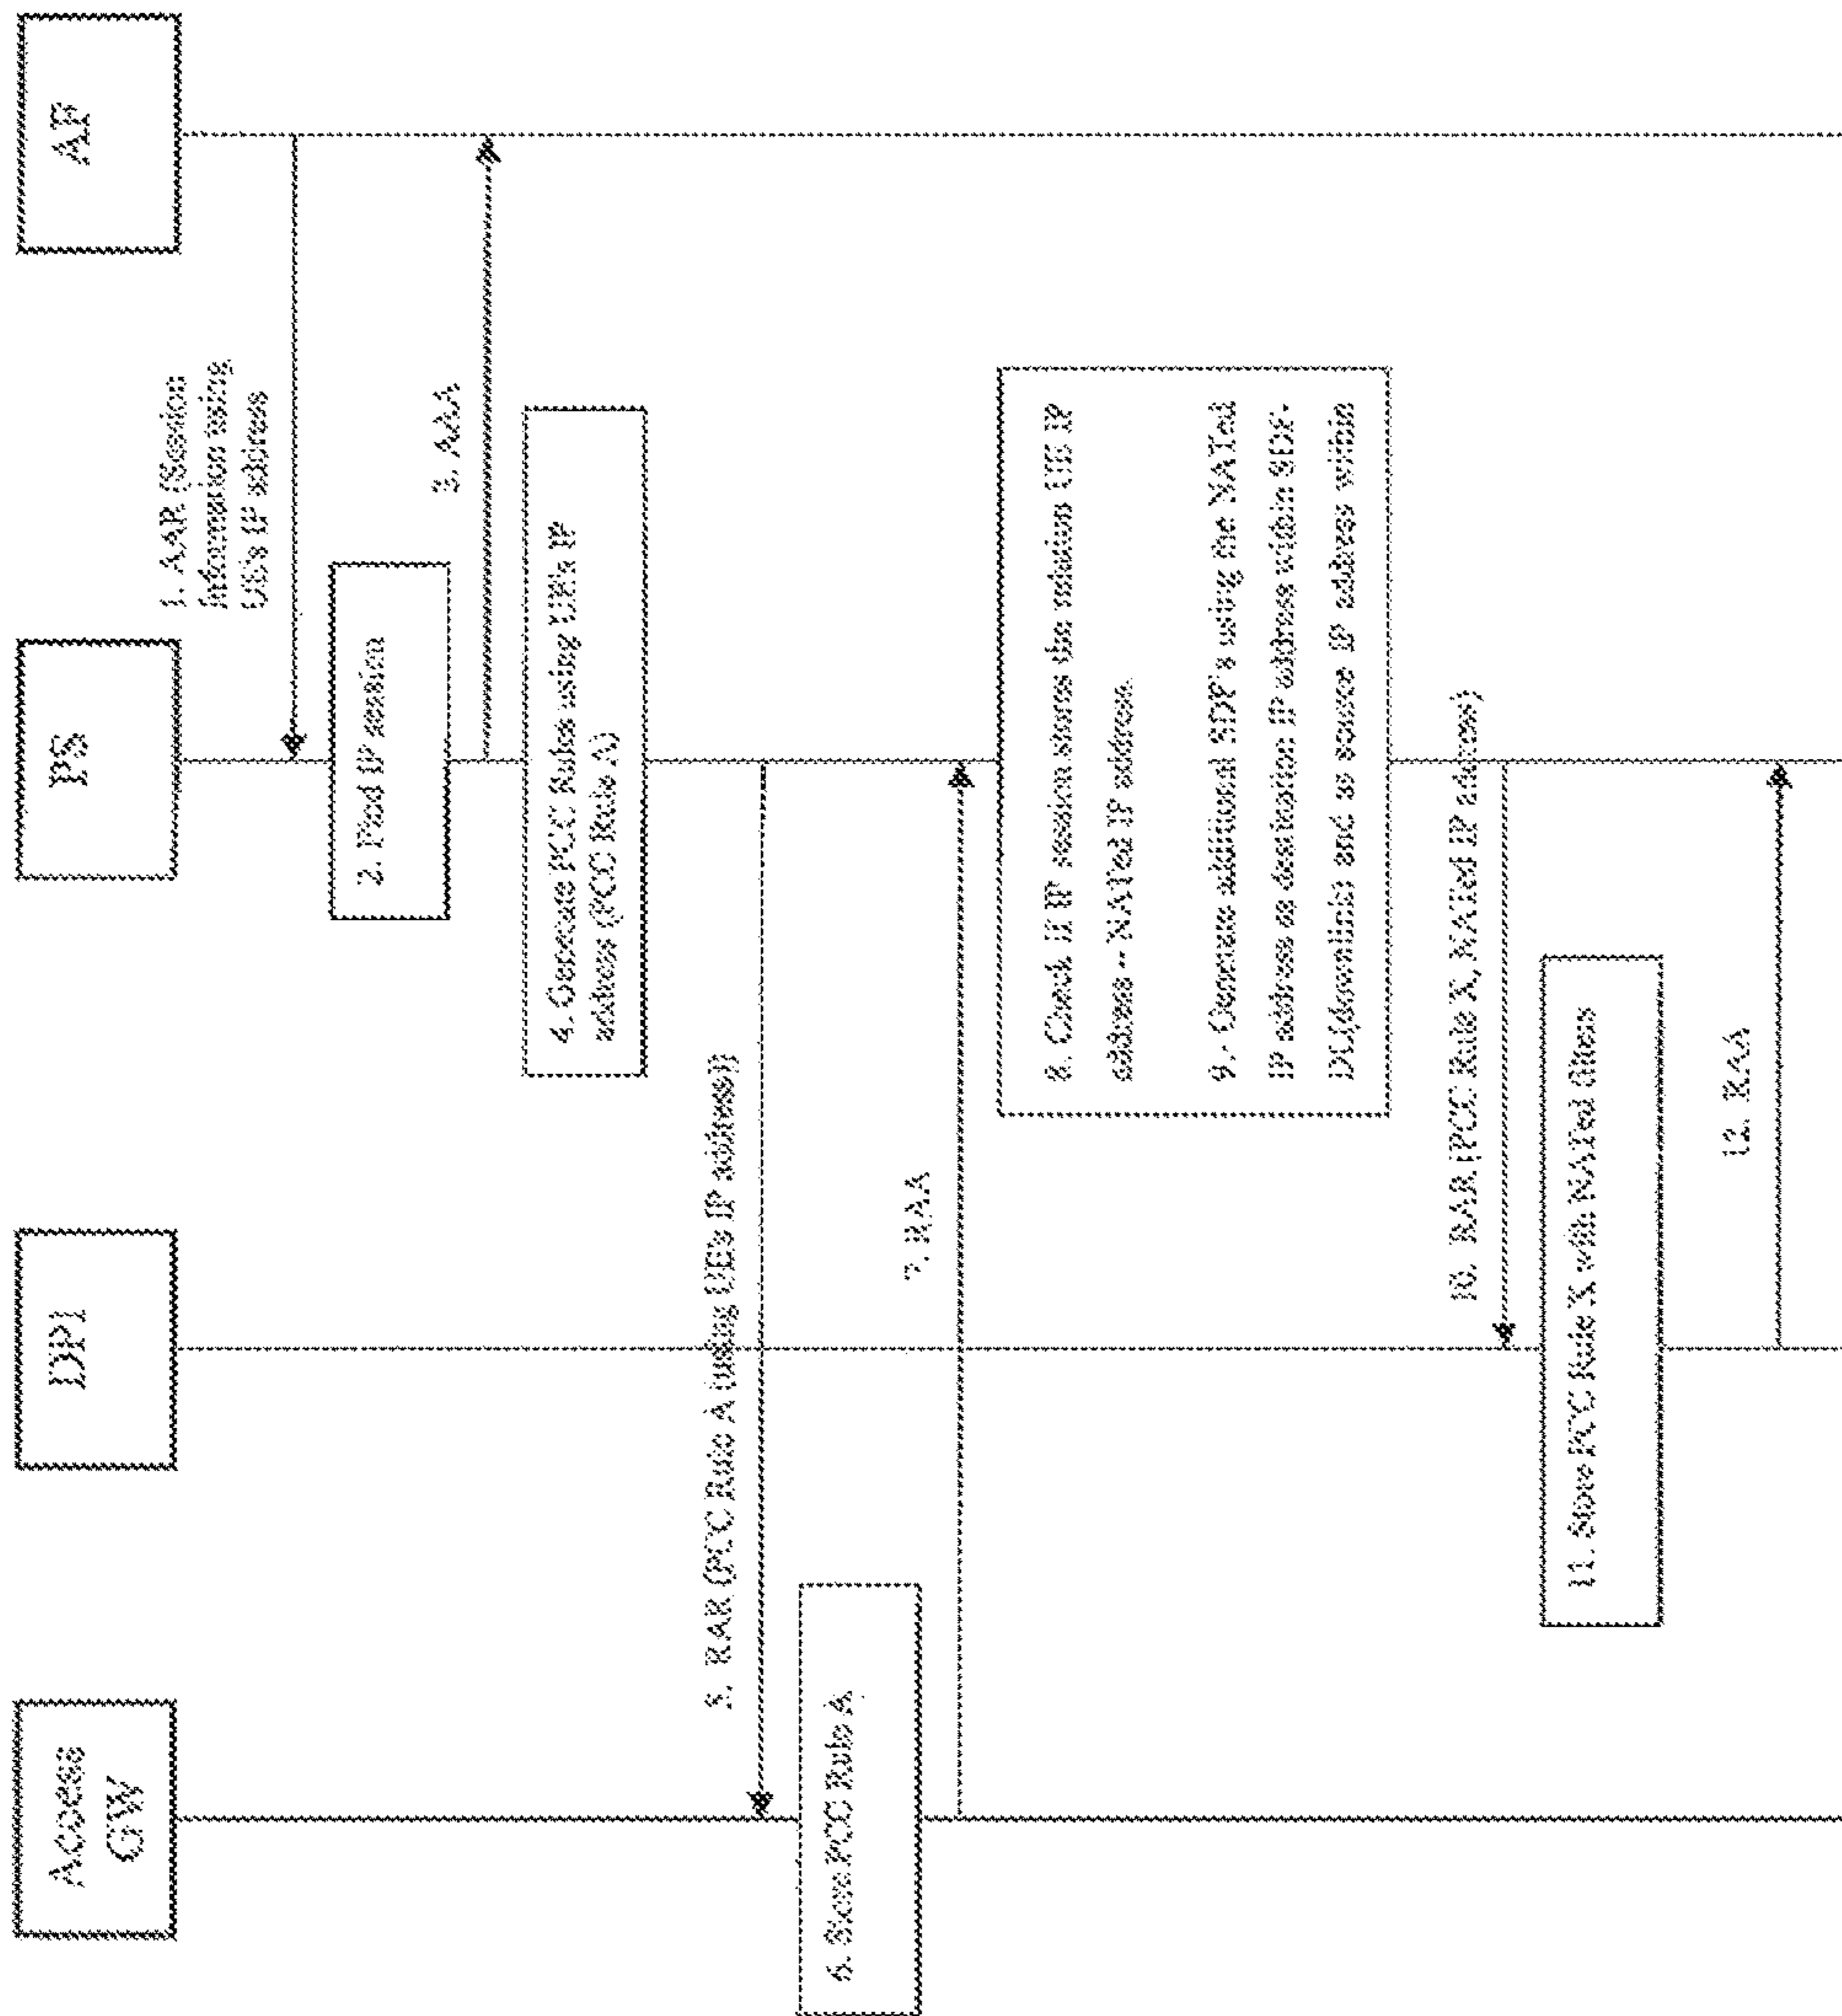 Access
GW
DPI
PS
AF
1. AAR (Session
Information using
UE's IP address
2. Find IP session
3. AAA
4. Generate PCC Rules using UE's IP
address (PCC Rule A)
5. RAR (PCC Rule A (using UE's IP address))
6. Store PCC Rule A
7. RAA
8. Check if IP session stores the relation UE IP
address -- NATed IP address.
9.- Generate additional SDF's using the NATed
IP address as destination IP address within SDF-
DL(downlink) and as source IP address within
10. RAR (PCC Rule X, NATed IP address)
11. Store PCC Rule X with NATed filters
12. RAA